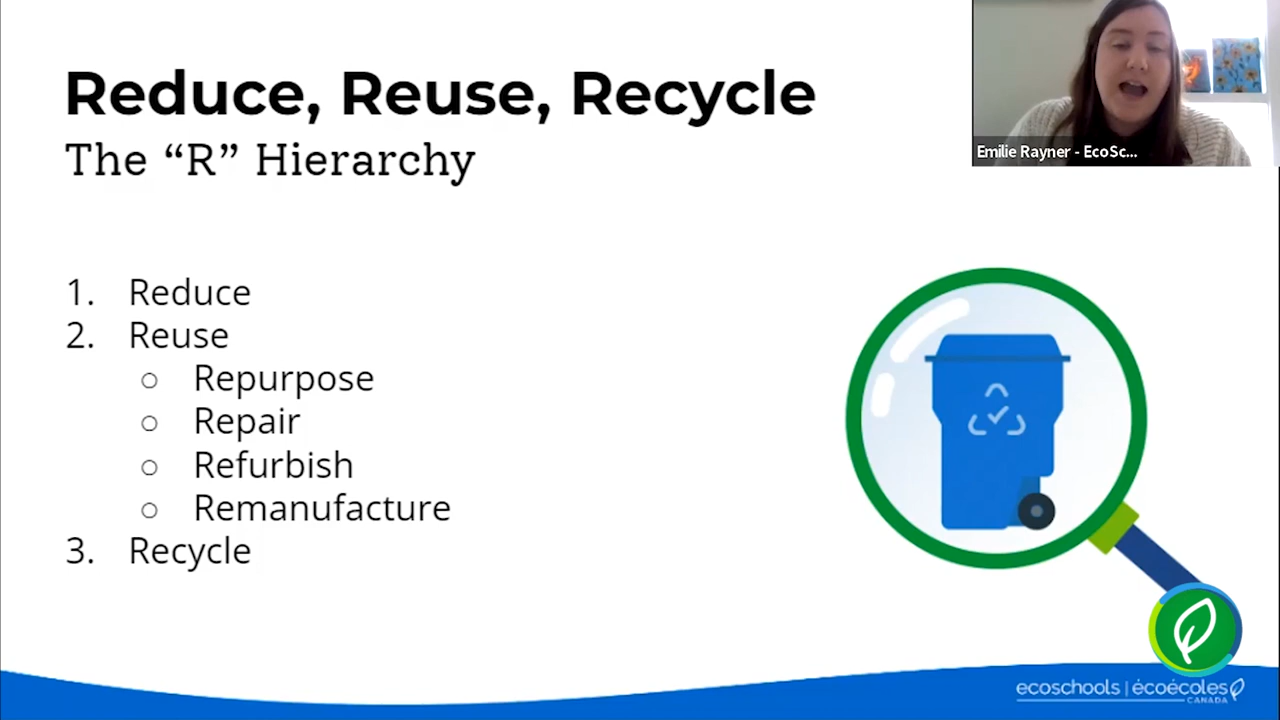 Reduce, Reuse, Recycle
The “R” Hierarchy
Emilie Rayner - EcoSc...
1. Reduce
2. Reuse
○ Repurpose
○ Repair
○ Refurbish
○ Remanufacture
3. Recycle
ecoschools | écoécoles
CANADA